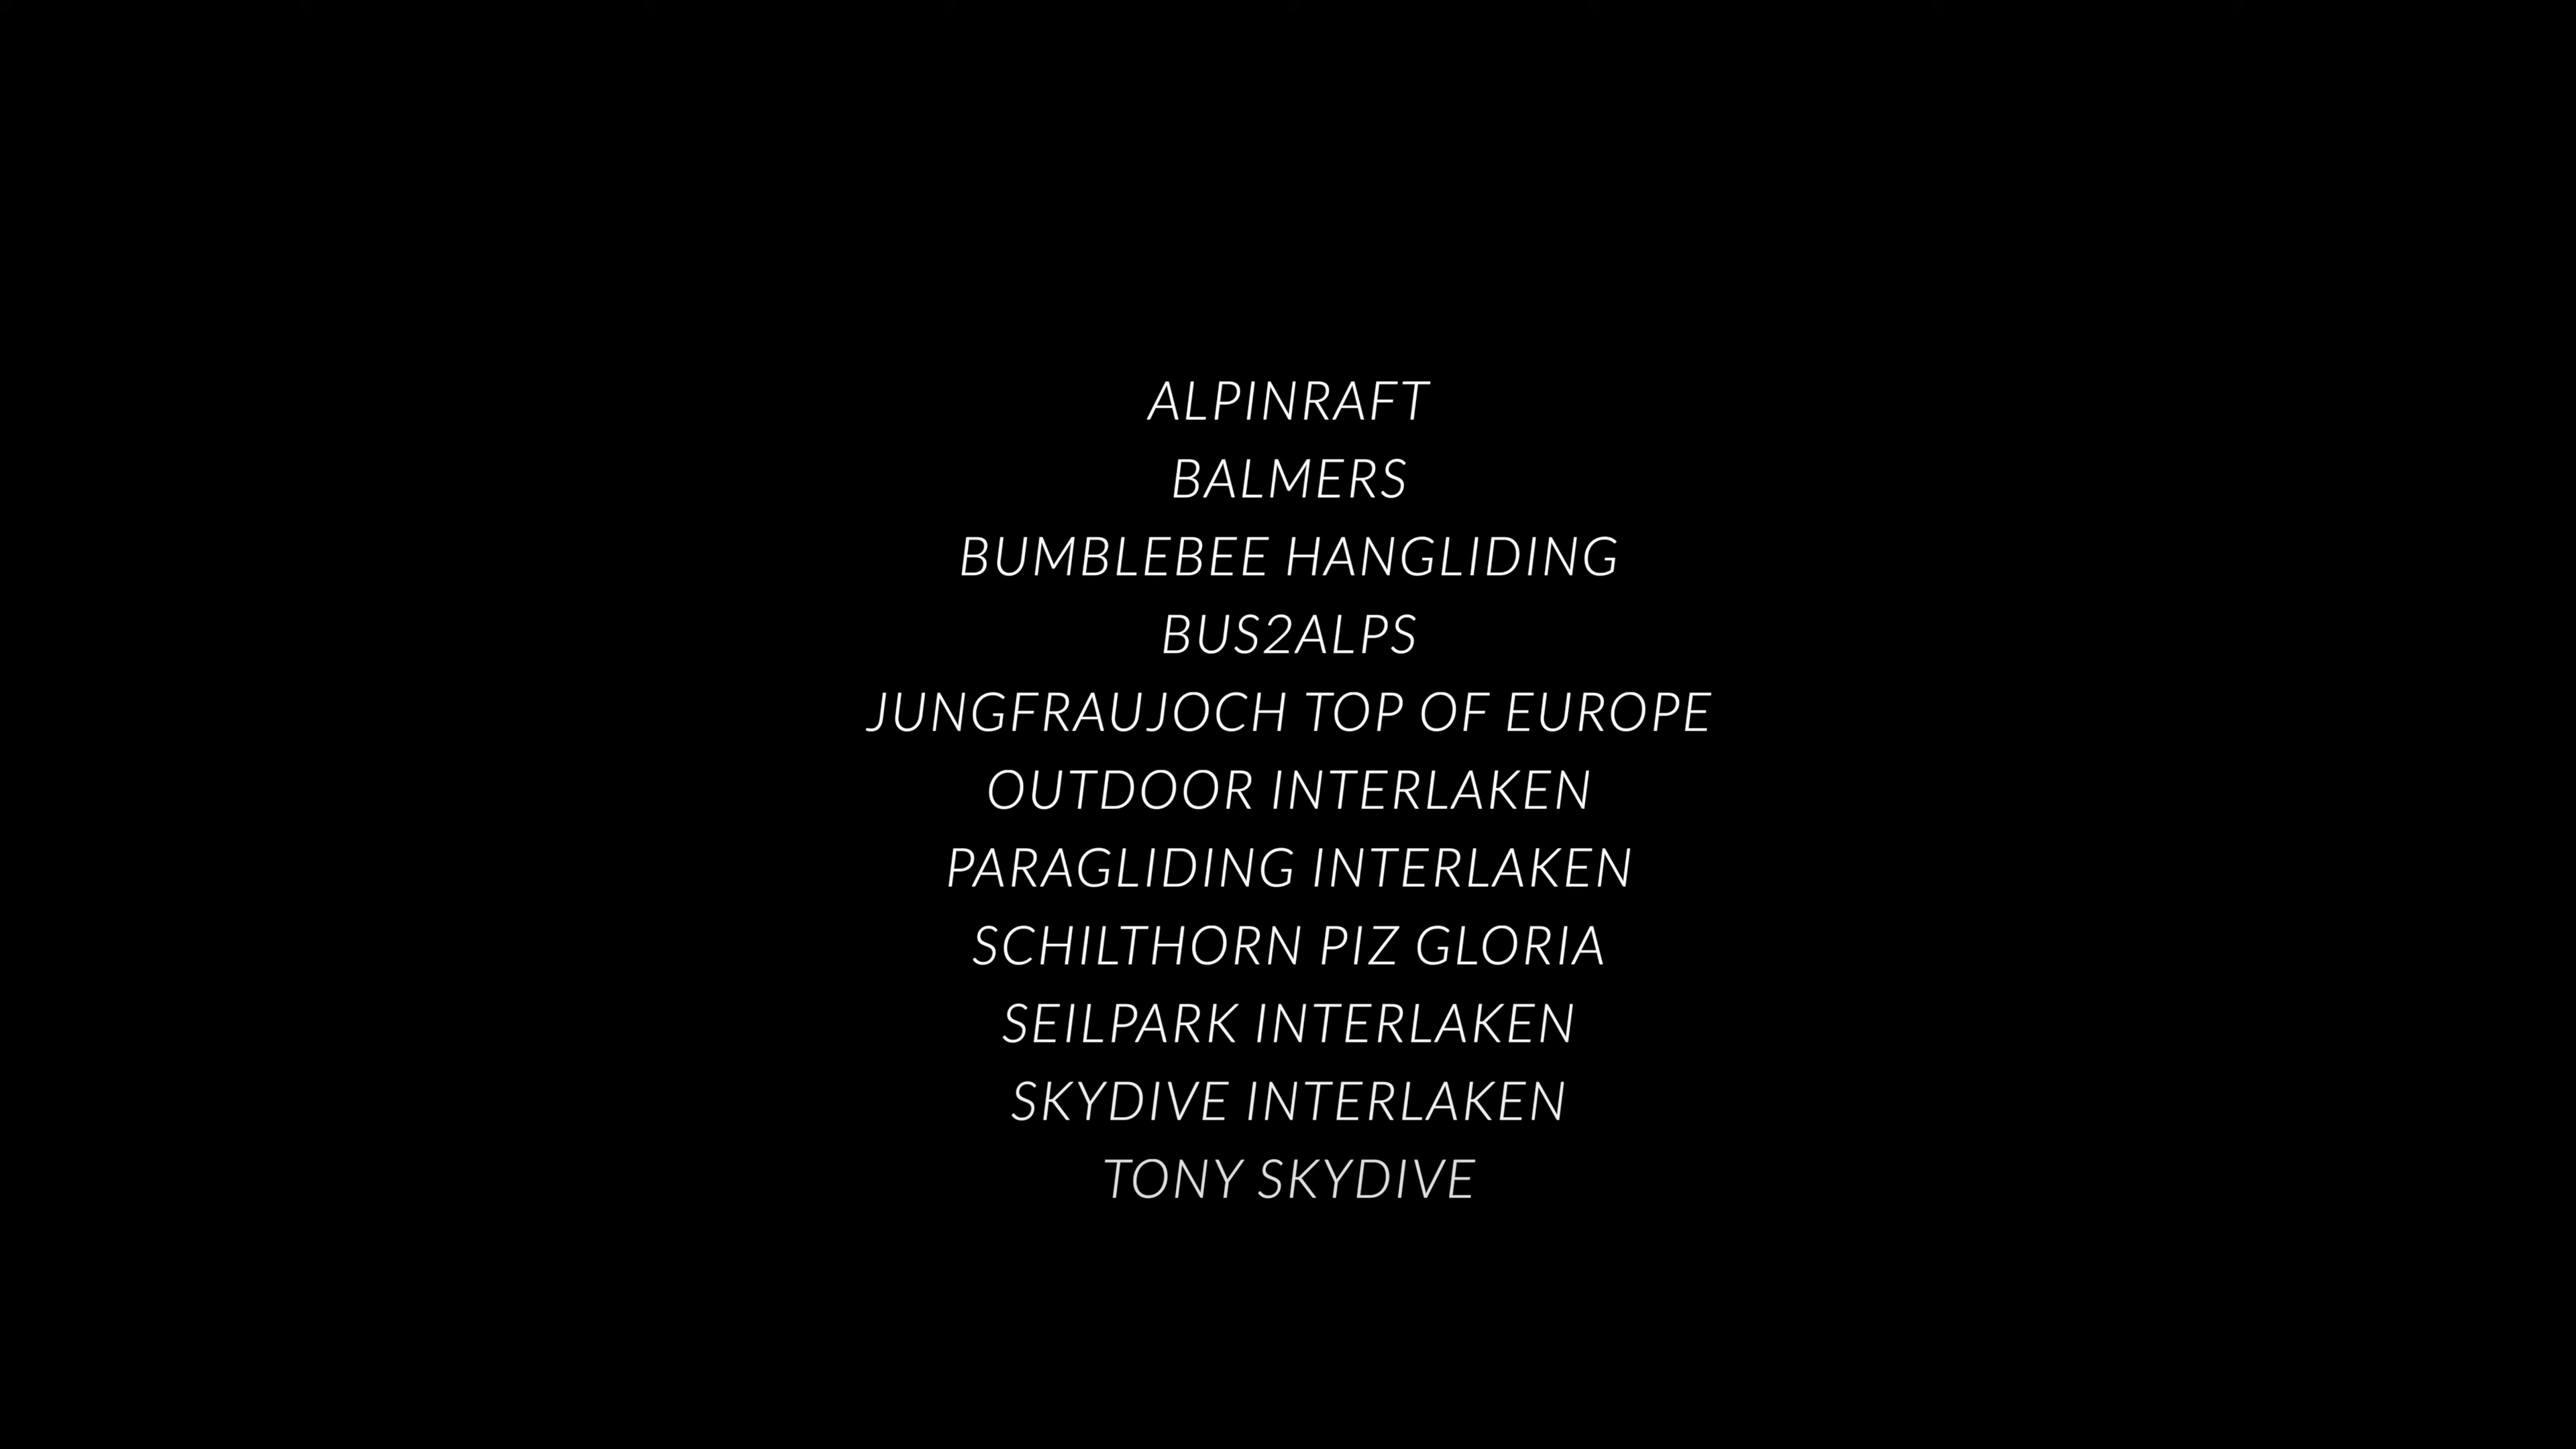 ALPINRAFT
BALMERS
BUMBLEBEE HANGLIDING
BUS2ALPS
JUNGFRAUJOCH TOP OF EUROPE
OUTDOOR INTERLAKEN
PARAGLIDING INTERLAKEN
SCHILTHORN PIZ GLORIA
SEILPARK INTERLAKEN
SKYDIVE INTERLAKEN
TONY SKYDIVE